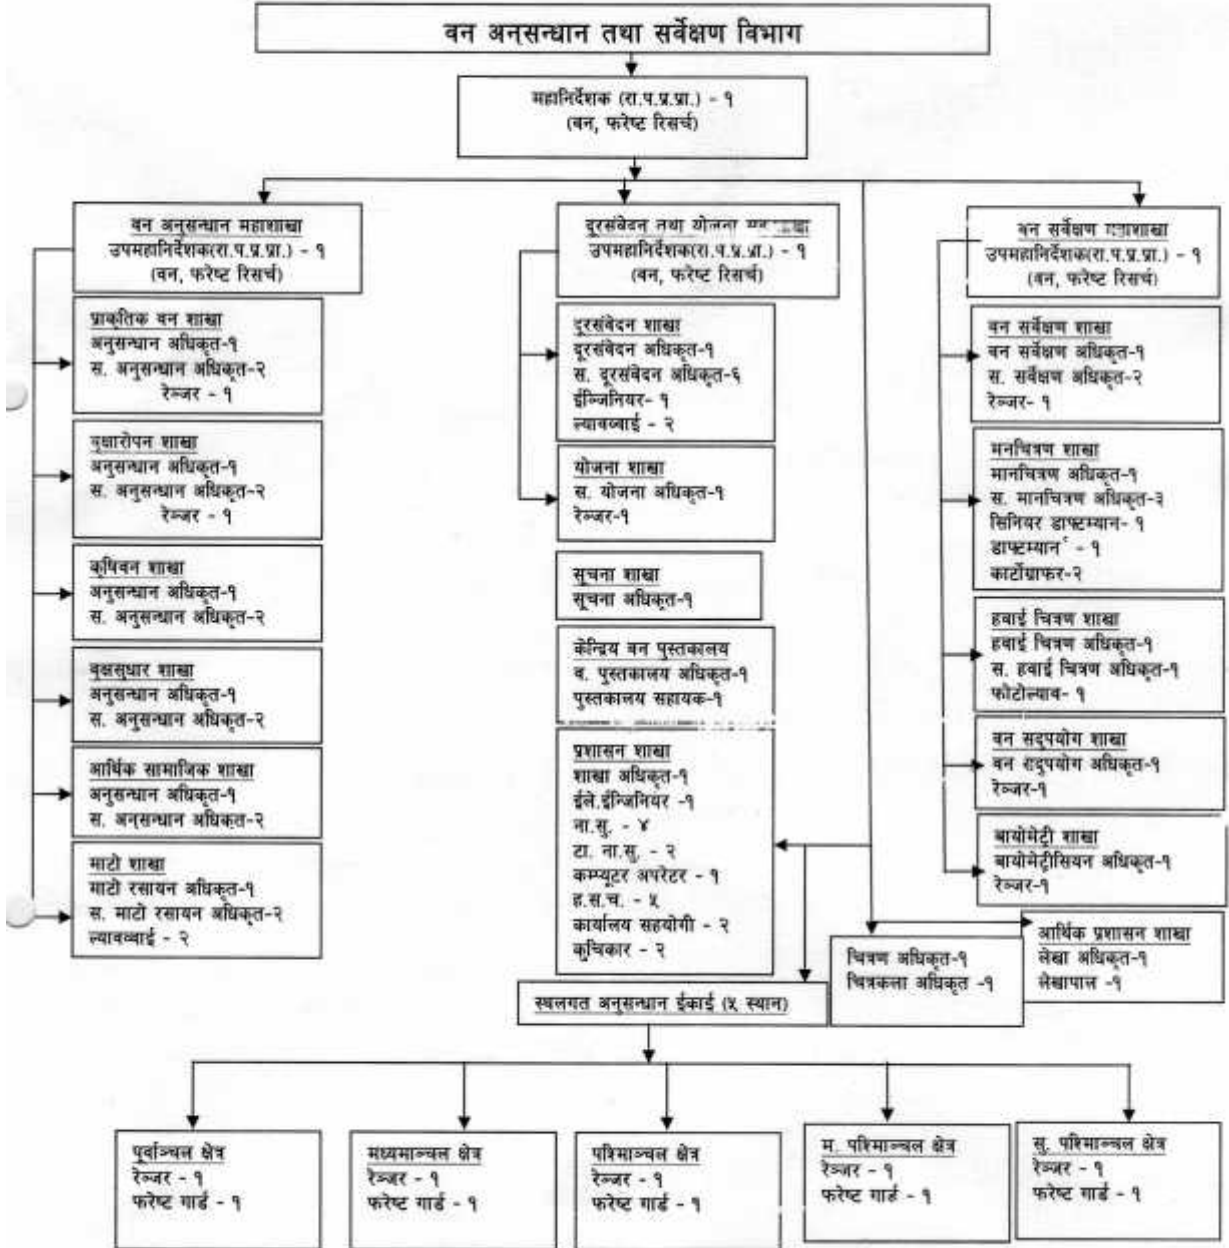 वन अनुसन्धान तथा सर्वेक्षण विभाग
महानिर्देशक (रा.प.प्र.प्रा.) - १
(वन, फरेष्ट रिसर्च)
वन अनुसन्धान महाशाखा
उपमहानिर्देशक(रा.प.प्र.प्रा.) - १
(वन, फरेष्ट रिसर्च)
प्राकृतिक वन शाखा
अनुसन्धान अधिकृत-१
स. अनुसन्धान अधिकृत-२
रेञ्जर - १
वृक्षारोपन शाखा
अनुसन्धान अधिकृत-१
स. अनुसन्धान अधिकृत-२
रेञ्जर - १
कृषिवन शाखा
अनुसन्धान अधिकृत-१
स. अनुसन्धान अधिकृत-२
वृक्षसुधार शाखा
अनुसन्धान अधिकृत-१
स. अनुसन्धान अधिकृत-२
आर्थिक सामाजिक शाखा
अनुसन्धान अधिकृत-१
स. अनुसन्धान अधिकृत-२
माटो शाखा
माटो रसायन अधिकृत-१
स. माटो रसायन अधिकृत-२
ल्यावव्वाई - २
दूरसंवेदन तथा योजना
उपमहानिर्देशक(रा.प.प्र.प्रा.) - १
(वन, फरेष्ट रिसर्च)
दूरसंवेदन शाखा
दूरसंवेदन अधिकृत-१
स. दूरसंवेदन अधिकृत-६
ईञ्जिनियर- १
ल्यावव्वाई - २
योजना शाखा
स. योजना अधिकृत-१
रेञ्जर-१
सूचना शाखा
सूचना अधिकृत-१
केन्द्रिय वन पुस्तकालय
व. पुस्तकालय अधिकृत-१
पुस्तकालय सहायक-१
प्रशासन शाखा
शाखा अधिकृत-१
ईले.ईन्जिनियर -१
ना.सु. - ४
टा. ना.सु. - २
कम्प्यूटर अपरेटर - १
ह.स.च. - ५
कार्यालय सहयोगी - २
कुचिकार - २
वन सर्वेक्षण महाशाखा
उपमहानिर्देशक(रा.प.प्र.प्रा.) - १
(वन, फरेष्ट रिसर्च)
वन सर्वेक्षण शाखा
वन सर्वेक्षण अधिकृत-१
स. सर्वेक्षण अधिकृत-२
रेञ्जर- १
मनचित्रण शाखा
मानचित्रण अधिकृत-१
स. मानचित्रण अधिकृत-३
सिनियर डाफ्टम्यान- १
डाफ्टम्यान - १
कार्टोग्राफर-२
हवाई चित्रण शाखा
हवाई चित्रण अधिकृत-१
स. हवाई चित्रण अधिकृत-१
फोटोल्याव- १
वन सदुपयोग शाखा
वन सदुपयोग अधिकृत-१
रेञ्जर-१
बायोमेट्री शाखा
बायोमेट्रीसियन अधिकृत-१
रेञ्जर-१
आर्थिक प्रशासन शाखा
लेखा अधिकृत-१
लेखापाल -१
चित्रण अधिकृत-१
चित्रकला अधिकृत -१
स्थलगत अनुसन्धान ईकाई (५ स्थान)
पूर्वाञ्चल क्षेत्र
रेञ्जर - १
फरेष्ट गार्ड - १
मध्यमाञ्चल क्षेत्र
रेञ्जर - १
फरेष्ट गार्ड - १
पश्मिाञ्चल क्षेत्र
रेञ्जर - १
फरेष्ट गार्ड - १
म. पश्मिाञ्चल क्षेत्र
रेञ्जर - १
फरेष्ट गार्ड - १
सु. पश्मिाञ्चल क्षेत्र
रेञ्जर - १
फरेष्ट गार्ड - १